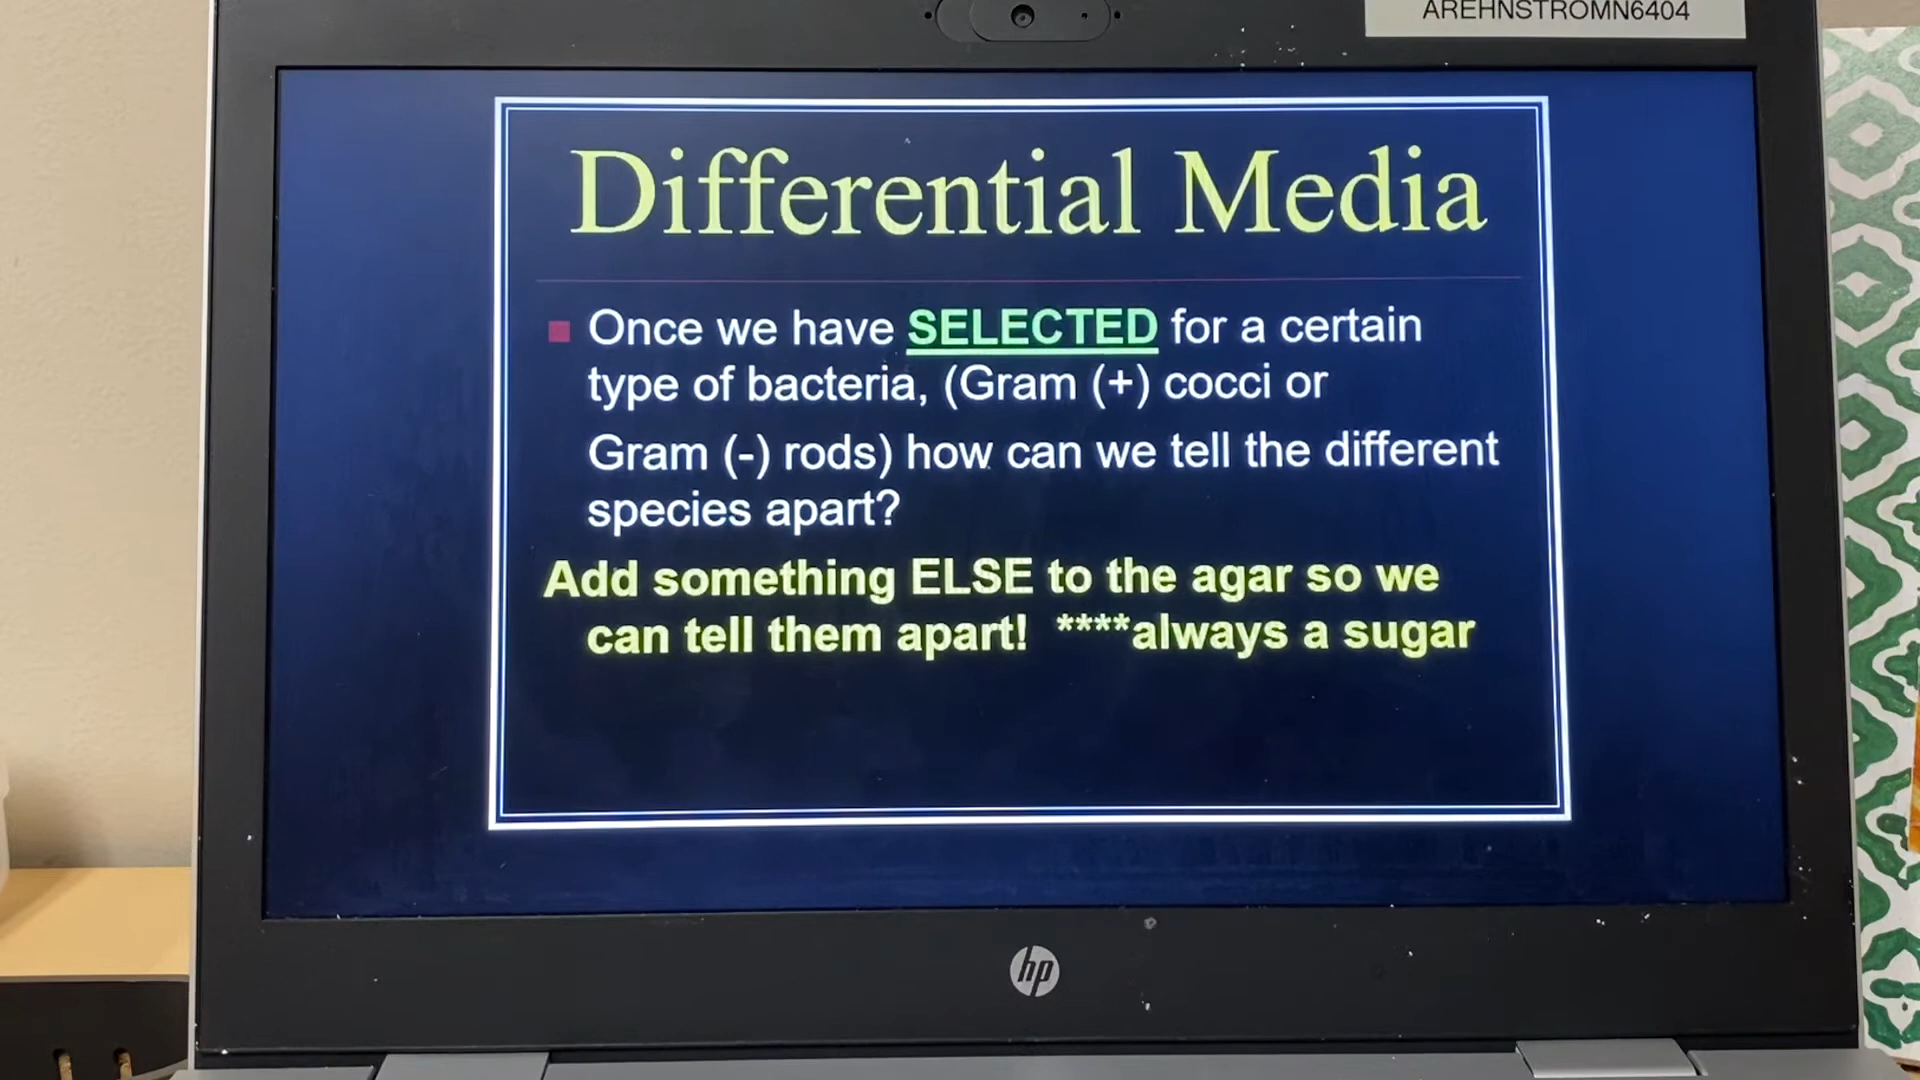 AREHNSTROMN6404
Differential Media
Once we have SELECTED for a certain
type of bacteria, (Gram (+) cocci or
Gram (-) rods) how can we tell the different
species apart?
Add something ELSE to the agar so we
can tell them apart! ****always a sugar
hp